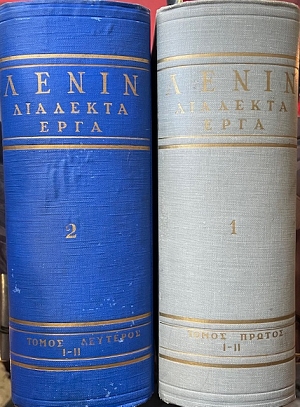 ΛΕΝΙΝ
ΔΙΑΛΕΚΤΑ
ΕΡΓΑ
2
ΤΟΜΟΣ ΔΕΥΤΕΡΟΣ
I-II
ΛΕΝΙΝ
ΔΙΑΛΕΚΤΑ
ΕΡΓΑ
1
ΤΟΜΟΣ ΠΡΩΤΟΣ
I-II